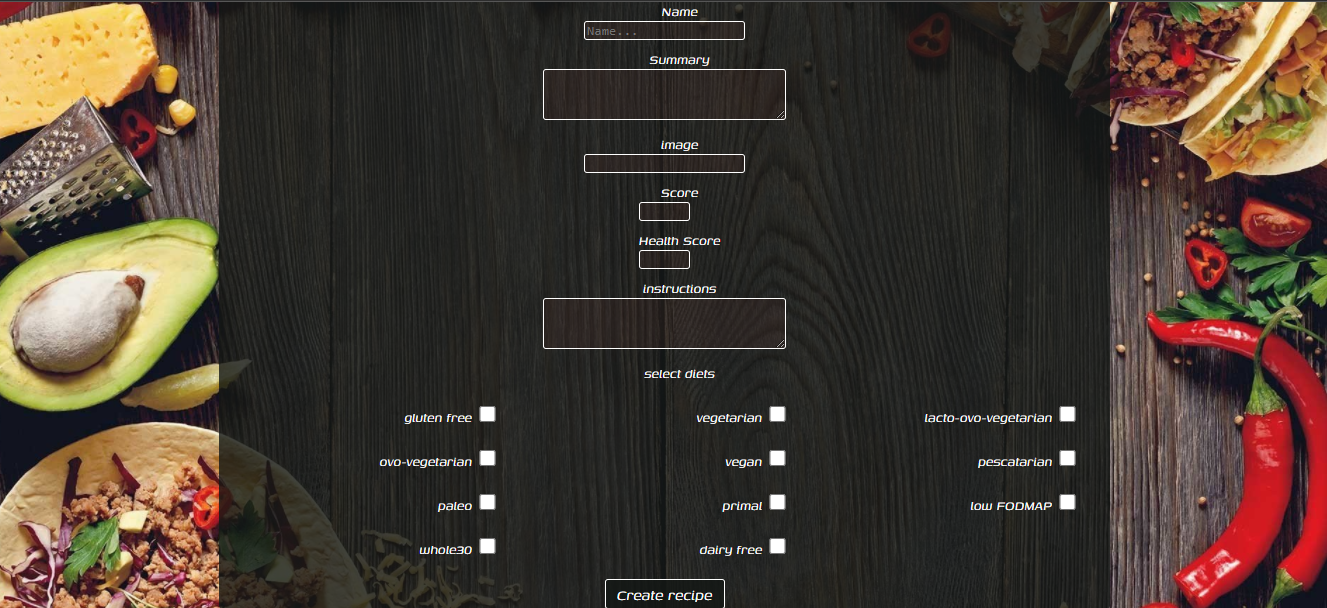 Name
Name...
Summary
Image
Score
Health Score
Instructions
select diets
gluten free vegetarian lacto-ovo-vegetarian
ovo-vegetarian vegan pescatarian
paleo primal low FODMAP
whole30 dairy free
Create recipe